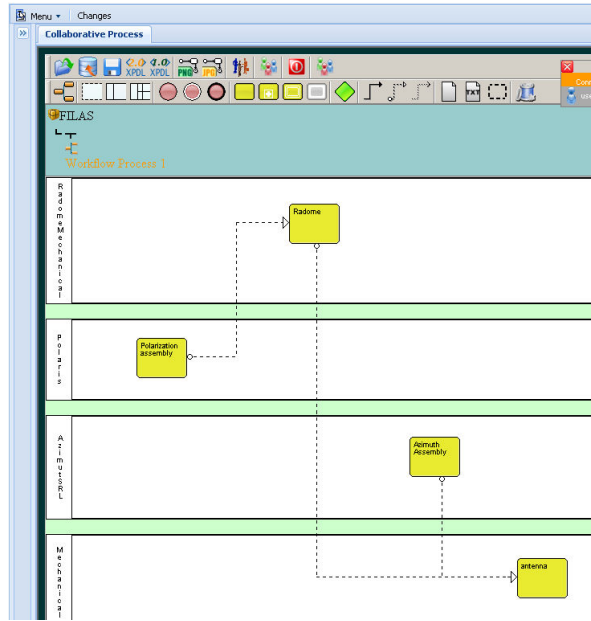 Menu
Changes
Collaborative Process
XPDL
XPDL
PNG
JPG
TXT
FILAS
Workflow Process 1
RadomeMechanical
Radome
Polaris
Polarization
assembly
AzimutSRL
Azimuth
Assembly
Mechanical
antenna